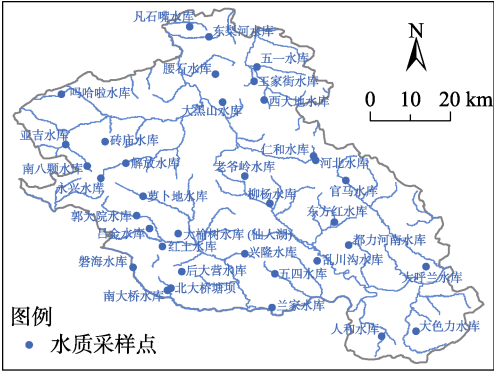 凡石嘴水库
东梨河水库
N
五一水库
腰石水库
王家街水库
吗哈啦水库
西大地水库
0 10 20 km
大黑山水库
亚吉水库
砖庙水库
仁和水库
南八颗水库
解放水库
老爷岭水库
河北水库
永兴水库
官马水库
萝卜地水库
柳杨水库
郭大院水库
东方红水库
吕金水库
大榆树水库 (仙人湖)
红土水库
都力河南水库
兴隆水库
磐海水库
乱川沟水库
后大营水库
五四水库
大呼兰水库
南大桥水库
北大桥塘坝
兰家水库
图例
人和水库
大色力水库
水质采样点